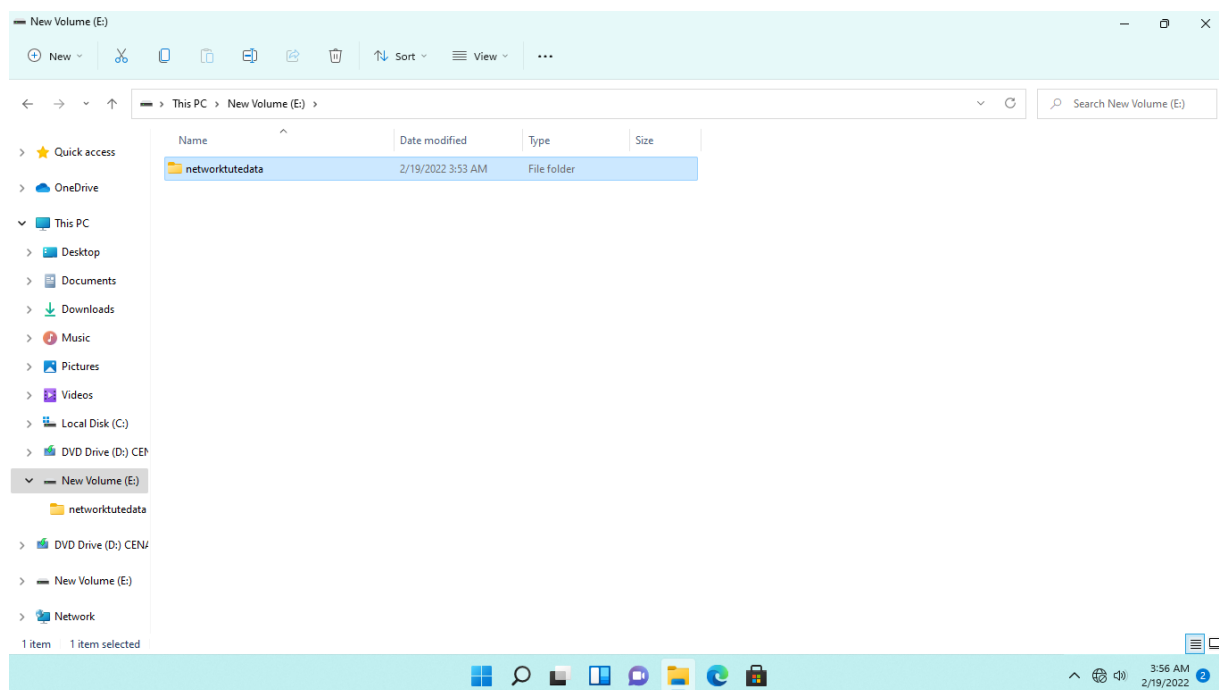 New Volume (E:)
New
Sort
View
This PC > New Volume (E:) >
Search New Volume (E:)
Name Date modified Type Size
networktutedata 2/19/2022 3:53 AM File folder
Quick access
OneDrive
This PC
Desktop
Documents
Downloads
Music
Pictures
Videos
Local Disk (C:)
DVD Drive (D:) CEN
New Volume (E:)
networktutedata
DVD Drive (D:) CENA
New Volume (E:)
Network
1 item 1 item selected
3:56 AM
2/19/2022 2